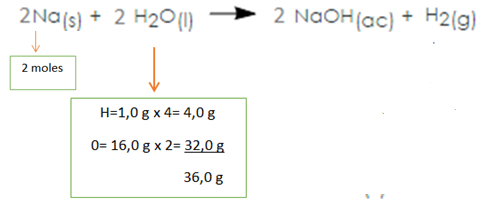 2Na(s) + 2 H2O(l) → 2 NaOH(ac) + H2(g)
2 moles
H=1,0 g x 4= 4,0 g
0= 16,0 g x 2= 32,0 g
36,0 g